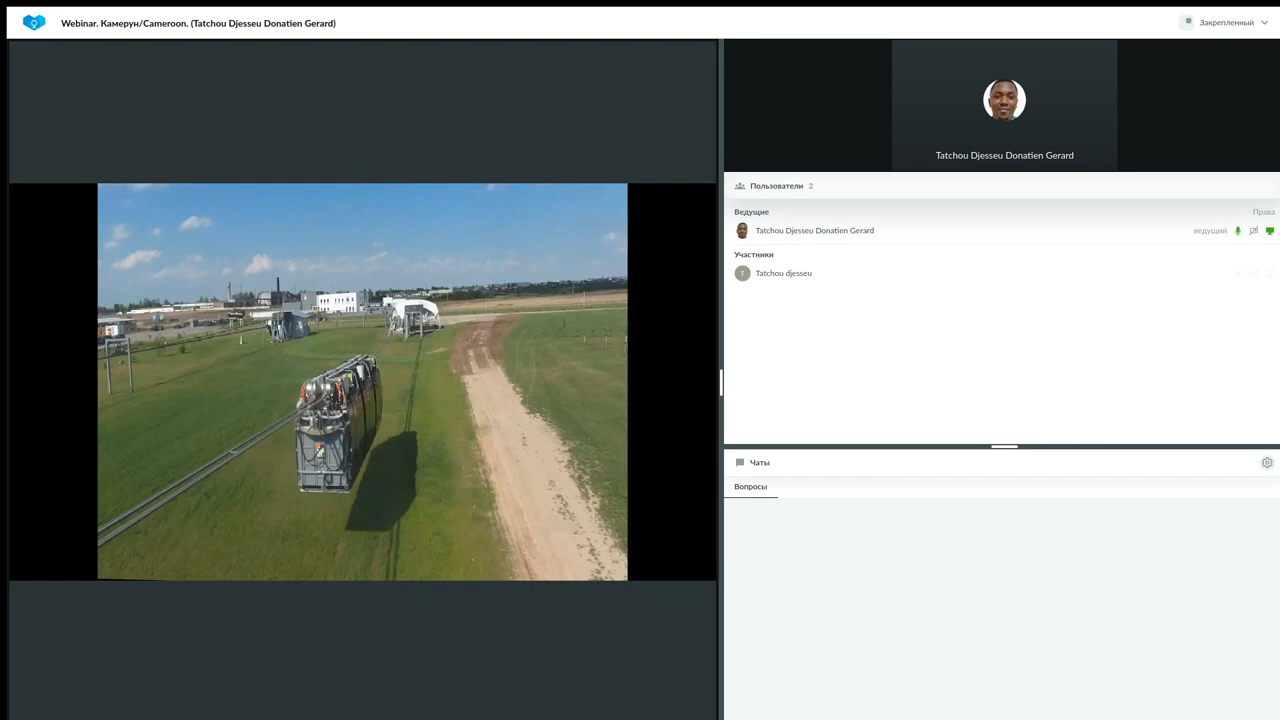 Webinar. Камерун/Cameroon. (Tatchou Djesseu Donatien Gerard)
Закрепленный
Tatchou Djesseu Donatien Gerard
Пользователи 2
Ведущие Права
Tatchou Djesseu Donatien Gerard ведущий
Участники
T Tatchou djesseu
Чаты
Вопросы